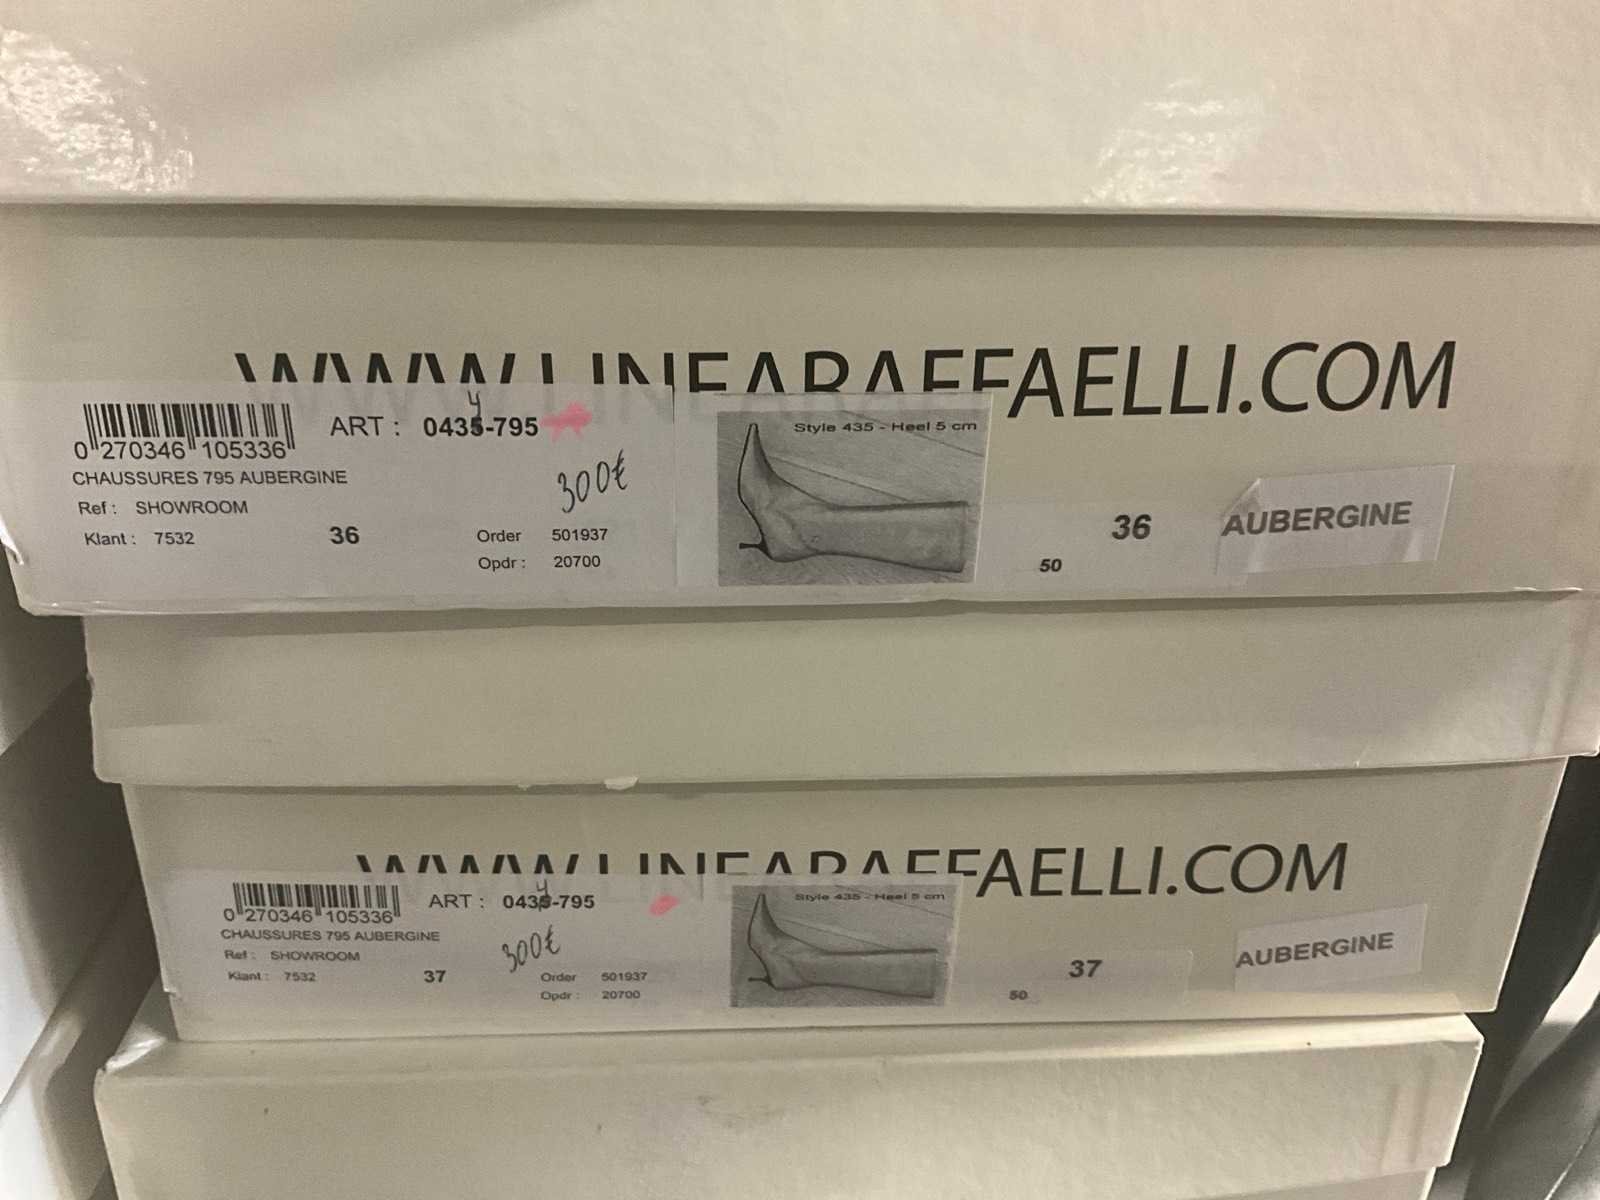 WWW.LINEARAFFAELLI.COM
ART : 0435-795
4
0 270346 105336
CHAUSSURES 795 AUBERGINE
300€
Ref : SHOWROOM
Klant : 7532
36
Order 501937
Opdr : 20700
Style 435 - Heel 5 cm
36
50
AUBERGINE
WWW.LINEARAFFAELLI.COM
ART : 0435-795
4
0 270346 105336
CHAUSSURES 795 AUBERGINE
300€
Ref : SHOWROOM
Klant : 7532
37
Order 501937
Opdr : 20700
Style 435 - Heel 5 cm
37
50
AUBERGINE